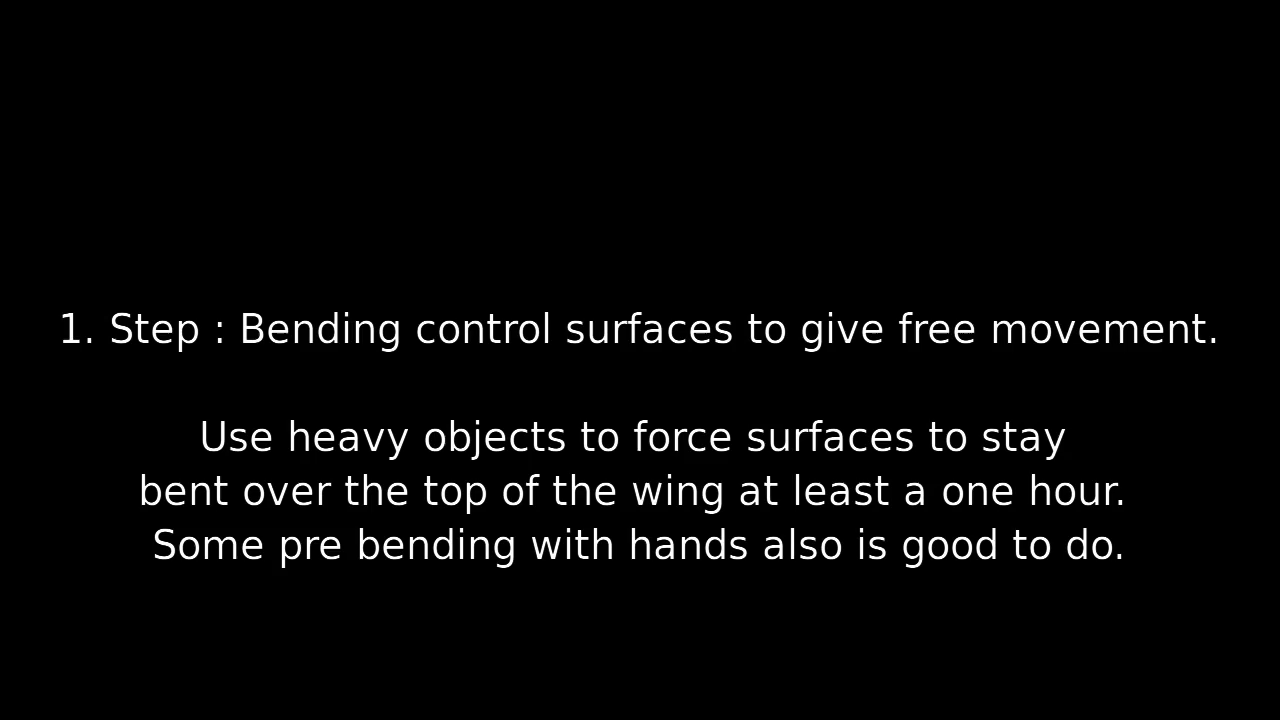 1. Step : Bending control surfaces to give free movement.
Use heavy objects to force surfaces to stay
bent over the top of the wing at least a one hour.
Some pre bending with hands also is good to do.